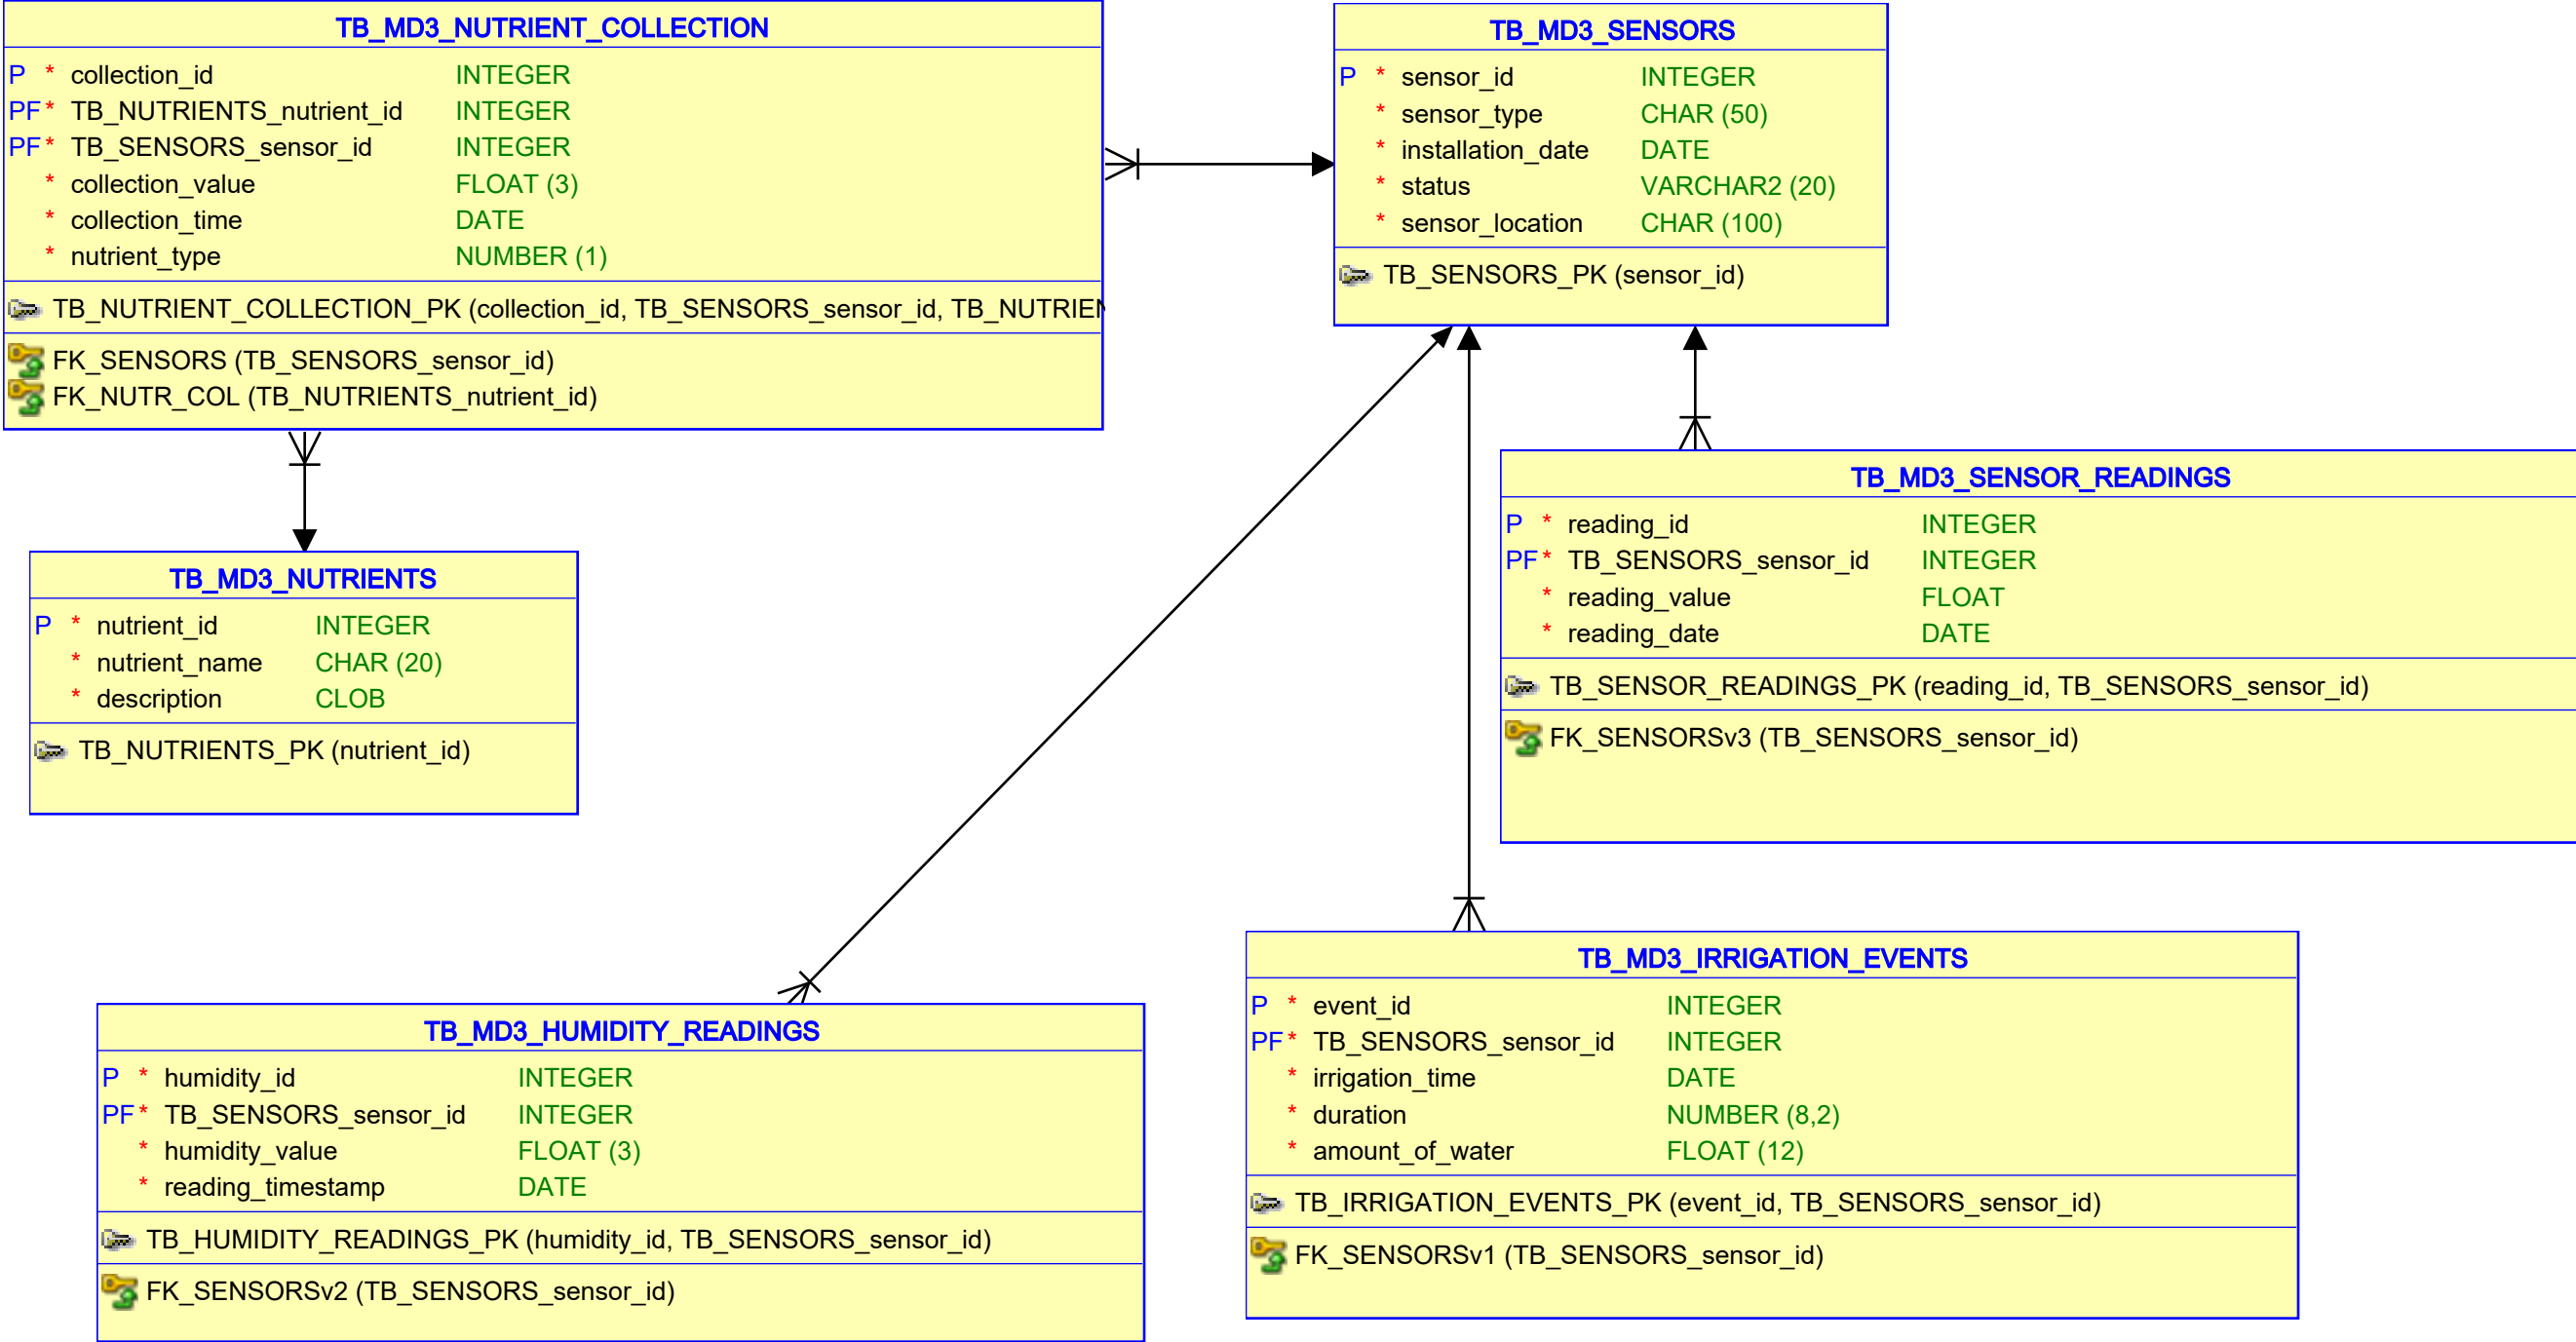 TB_MD3_NUTRIENT_COLLECTION
P * collection_id INTEGER
PF * TB_NUTRIENTS_nutrient_id INTEGER
PF * TB_SENSORS_sensor_id INTEGER
* collection_value FLOAT (3)
* collection_time DATE
* nutrient_type NUMBER (1)
TB_NUTRIENT_COLLECTION_PK (collection_id, TB_SENSORS_sensor_id, TB_NUTRIEN
FK_SENSORS (TB_SENSORS_sensor_id)
FK_NUTR_COL (TB_NUTRIENTS_nutrient_id)
TB_MD3_SENSORS
P * sensor_id INTEGER
* sensor_type CHAR (50)
* installation_date DATE
* status VARCHAR2 (20)
* sensor_location CHAR (100)
TB_SENSORS_PK (sensor_id)
TB_MD3_SENSOR_READINGS
P * reading_id INTEGER
PF * TB_SENSORS_sensor_id INTEGER
* reading_value FLOAT
* reading_date DATE
TB_SENSOR_READINGS_PK (reading_id, TB_SENSORS_sensor_id)
FK_SENSORSv3 (TB_SENSORS_sensor_id)
TB_MD3_NUTRIENTS
P * nutrient_id INTEGER
* nutrient_name CHAR (20)
* description CLOB
TB_NUTRIENTS_PK (nutrient_id)
TB_MD3_HUMIDITY_READINGS
P * humidity_id INTEGER
PF * TB_SENSORS_sensor_id INTEGER
* humidity_value FLOAT (3)
* reading_timestamp DATE
TB_HUMIDITY_READINGS_PK (humidity_id, TB_SENSORS_sensor_id)
FK_SENSORSv2 (TB_SENSORS_sensor_id)
TB_MD3_IRRIGATION_EVENTS
P * event_id INTEGER
PF * TB_SENSORS_sensor_id INTEGER
* irrigation_time DATE
* duration NUMBER (8,2)
* amount_of_water FLOAT (12)
TB_IRRIGATION_EVENTS_PK (event_id, TB_SENSORS_sensor_id)
FK_SENSORSv1 (TB_SENSORS_sensor_id)